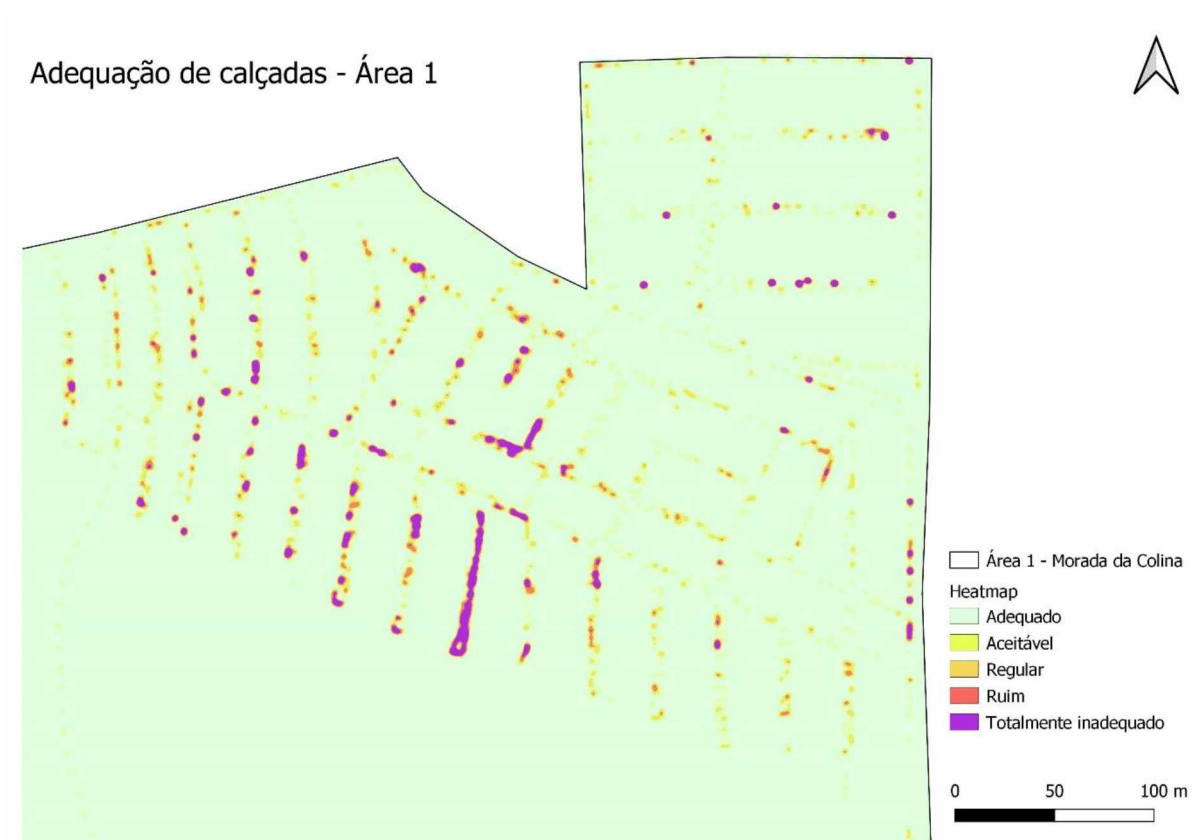 Adequação de calçadas - Área 1
Área 1 - Morada da Colina
Heatmap
Adequado
Aceitável
Regular
Ruim
Totalmente inadequado
0 50 100 m